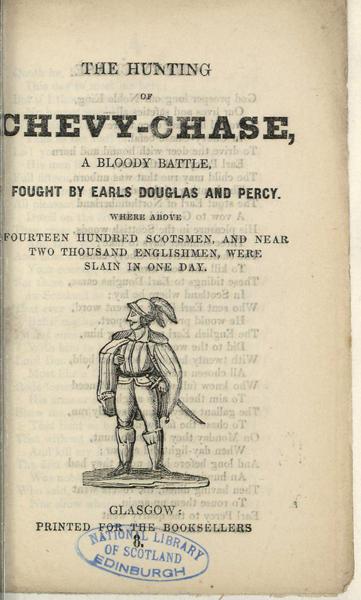 THE HUNTING
OF
CHEVY-CHASE,
A BLOODY BATTLE,
FOUGHT BY EARLS DOUGLAS AND PERCY.
WHERE ABOVE
FOURTEEN HUNDRED SCOTSMEN, AND NEAR
TWO THOUSAND ENGLISHMEN, WERE
SLAIN IN ONE DAY.
GLASGOW:
PRINTED FOR THE BOOKSELLERS
8.
NATIONAL LIBRARY
OF SCOTLAND
EDINBURGH